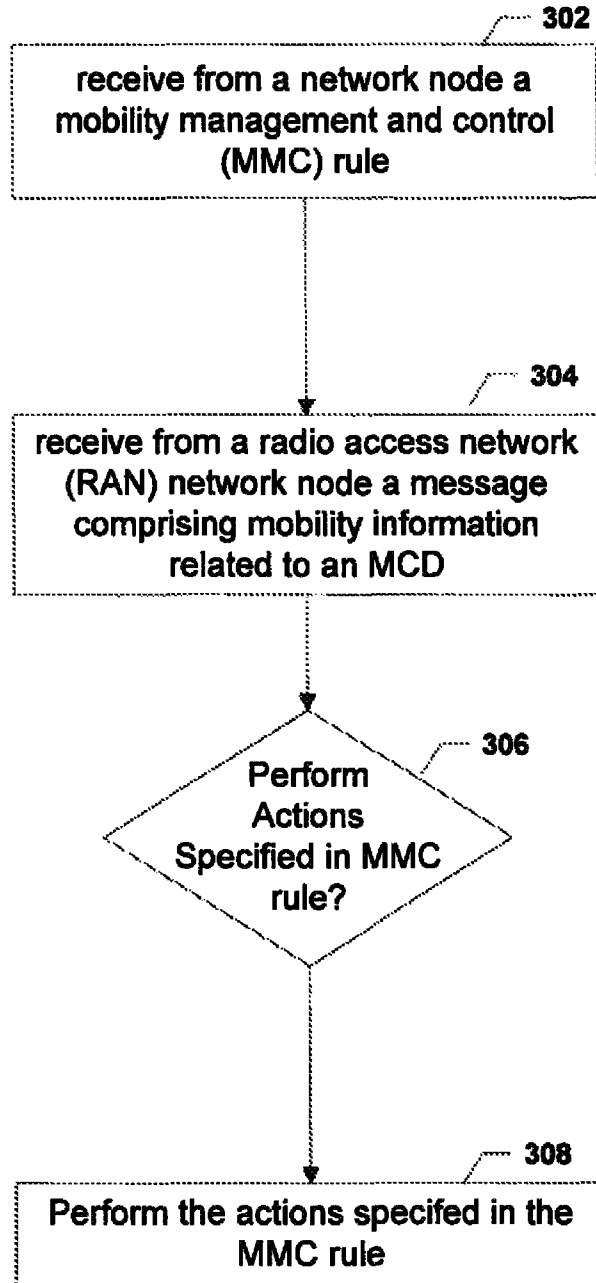 302
receive from a network node a
mobility management and control
(MMC) rule
304
receive from a radio access network
(RAN) network node a message
comprising mobility information
related to an MCD
306
Perform
Actions
Specified in MMC
rule?
308
Perform the actions specifed in the
MMC rule